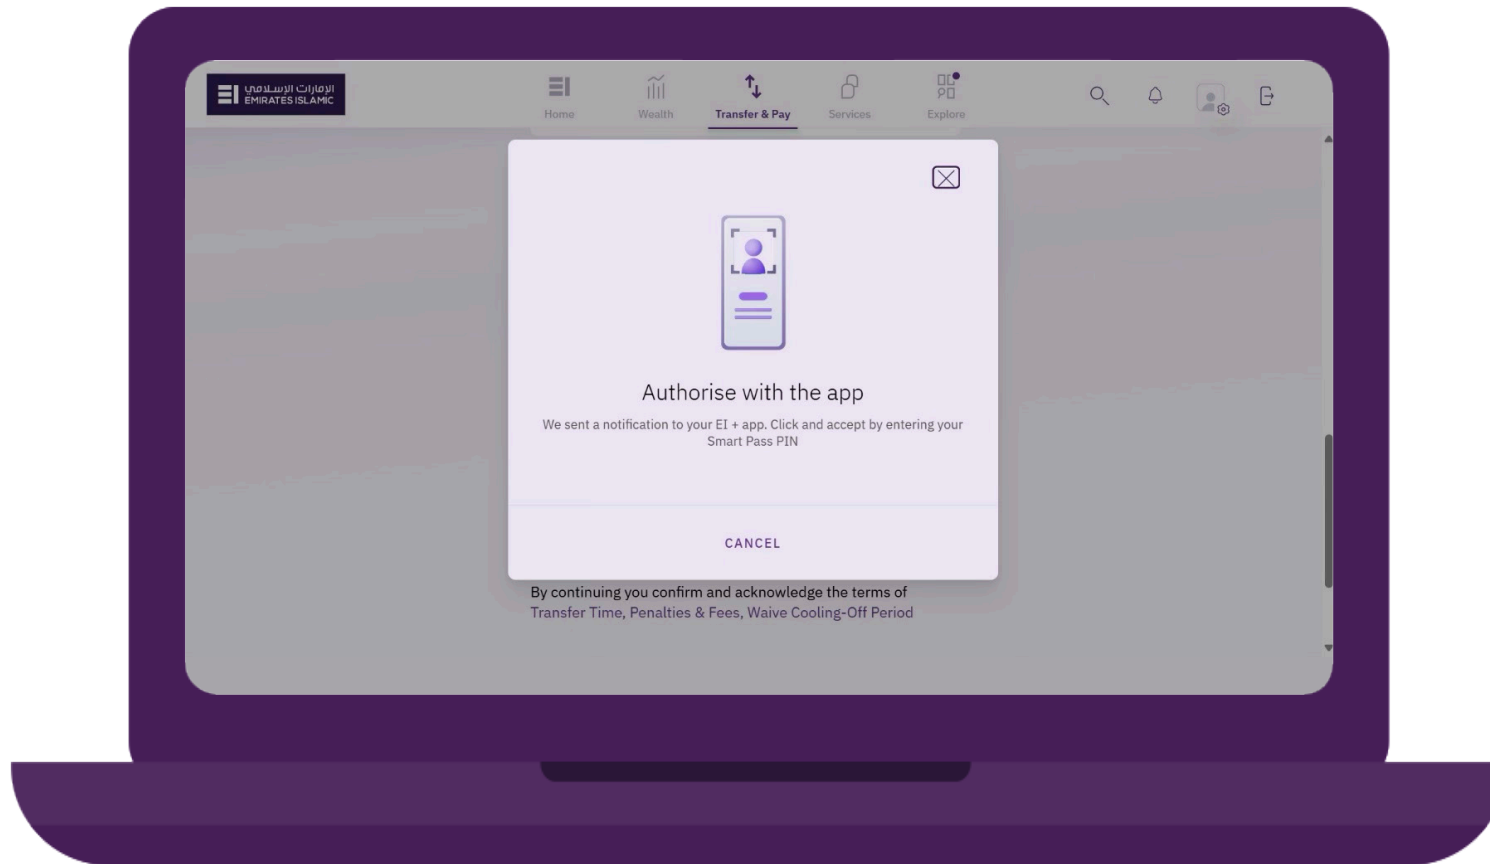 الإمارات الإسلامي
EMIRATES ISLAMIC
Home
Wealth
Transfer & Pay
Services
Explore
Authorise with the app
We sent a notification to your EI + app. Click and accept by entering your
Smart Pass PIN
CANCEL
By continuing you confirm and acknowledge the terms of
Transfer Time, Penalties & Fees, Waive Cooling-Off Period